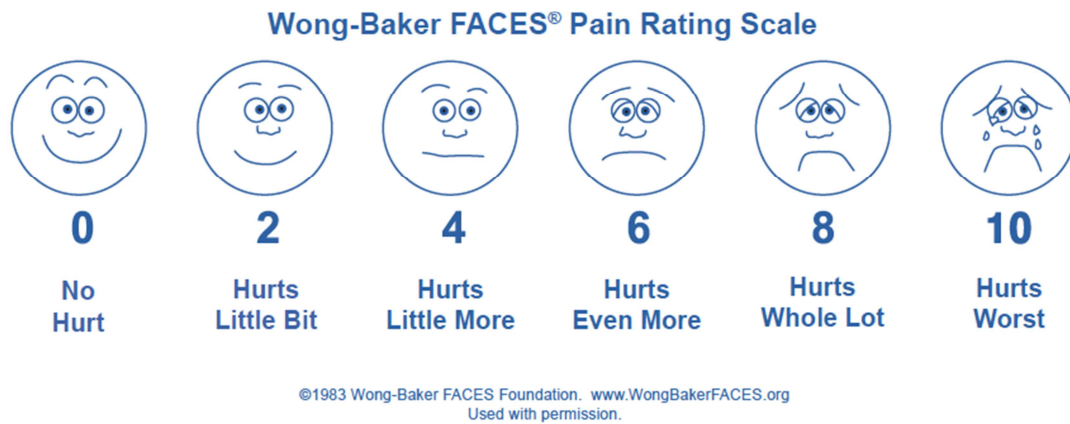 Wong-Baker FACES® Pain Rating Scale
0
2
4
6
8
10
No
Hurt
Hurts
Little Bit
Hurts
Little More
Hurts
Even More
Hurts
Whole Lot
Hurts
Worst
©1983 Wong-Baker FACES Foundation. www.WongBakerFACES.org
Used with permission.